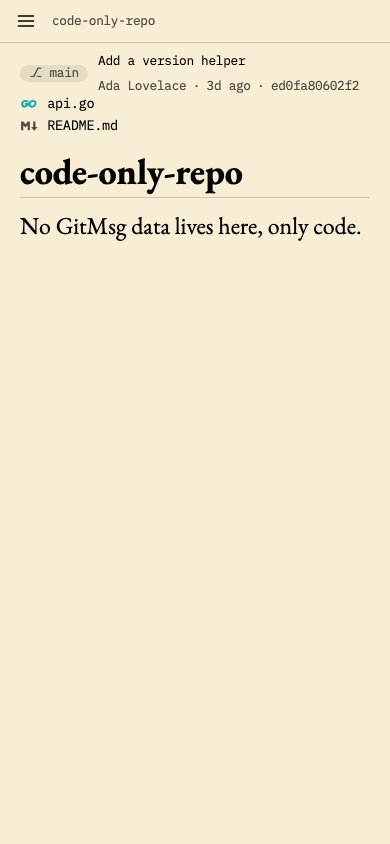 code-only-repo
⎇ main
Add a version helper
Ada Lovelace · 3d ago · ed0fa80602f2
GO api.go
M↓ README.md
code-only-repo
No GitMsg data lives here, only code.